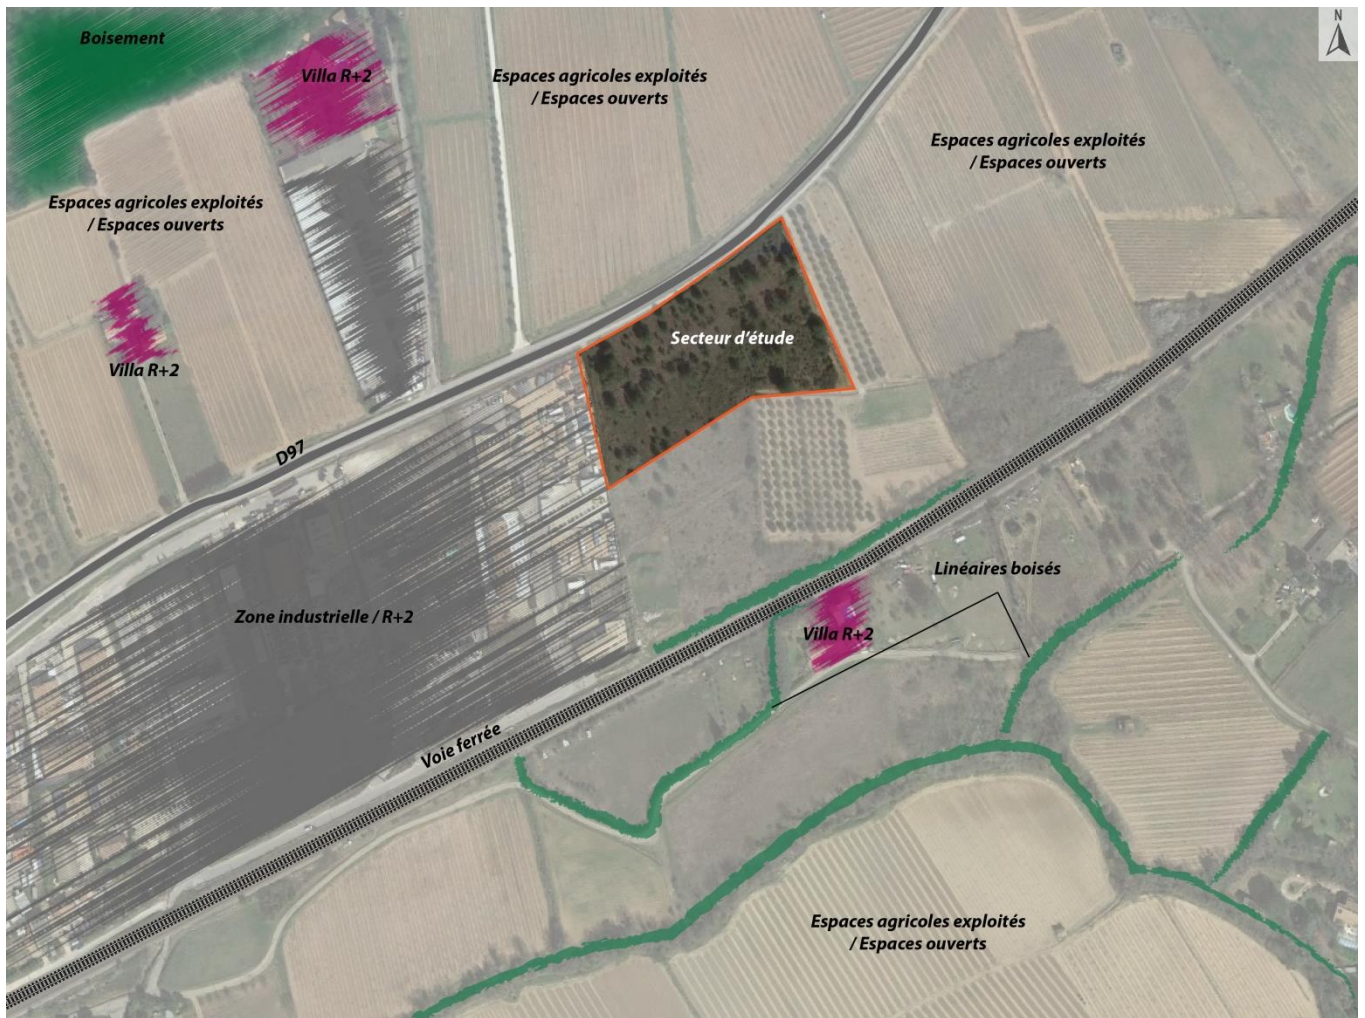 N
Boisement
Villa R+2
Espaces agricoles exploités
/ Espaces ouverts
Espaces agricoles exploités
/ Espaces ouverts
Espaces agricoles exploités
/ Espaces ouverts
Secteur d'étude
Villa R+2
D97
Linéaires boisés
Zone industrielle / R+2
Villa R+2
Voie ferrée
Espaces agricoles exploités
/ Espaces ouverts